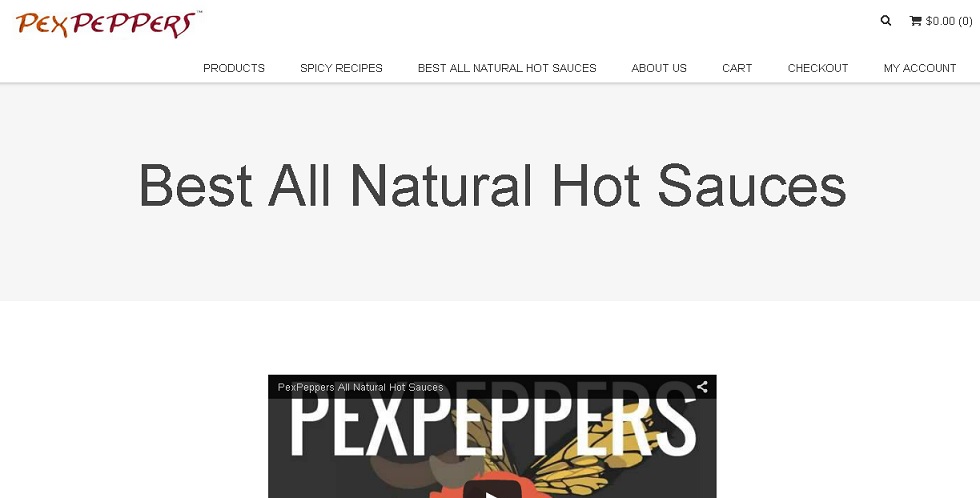 PEXPEPPERS™
$0.00 (0)
PRODUCTS SPICY RECIPES BEST ALL NATURAL HOT SAUCES ABOUT US CART CHECKOUT MY ACCOUNT
Best All Natural Hot Sauces
PexPeppers All Natural Hot Sauces
PEXPEPPERS